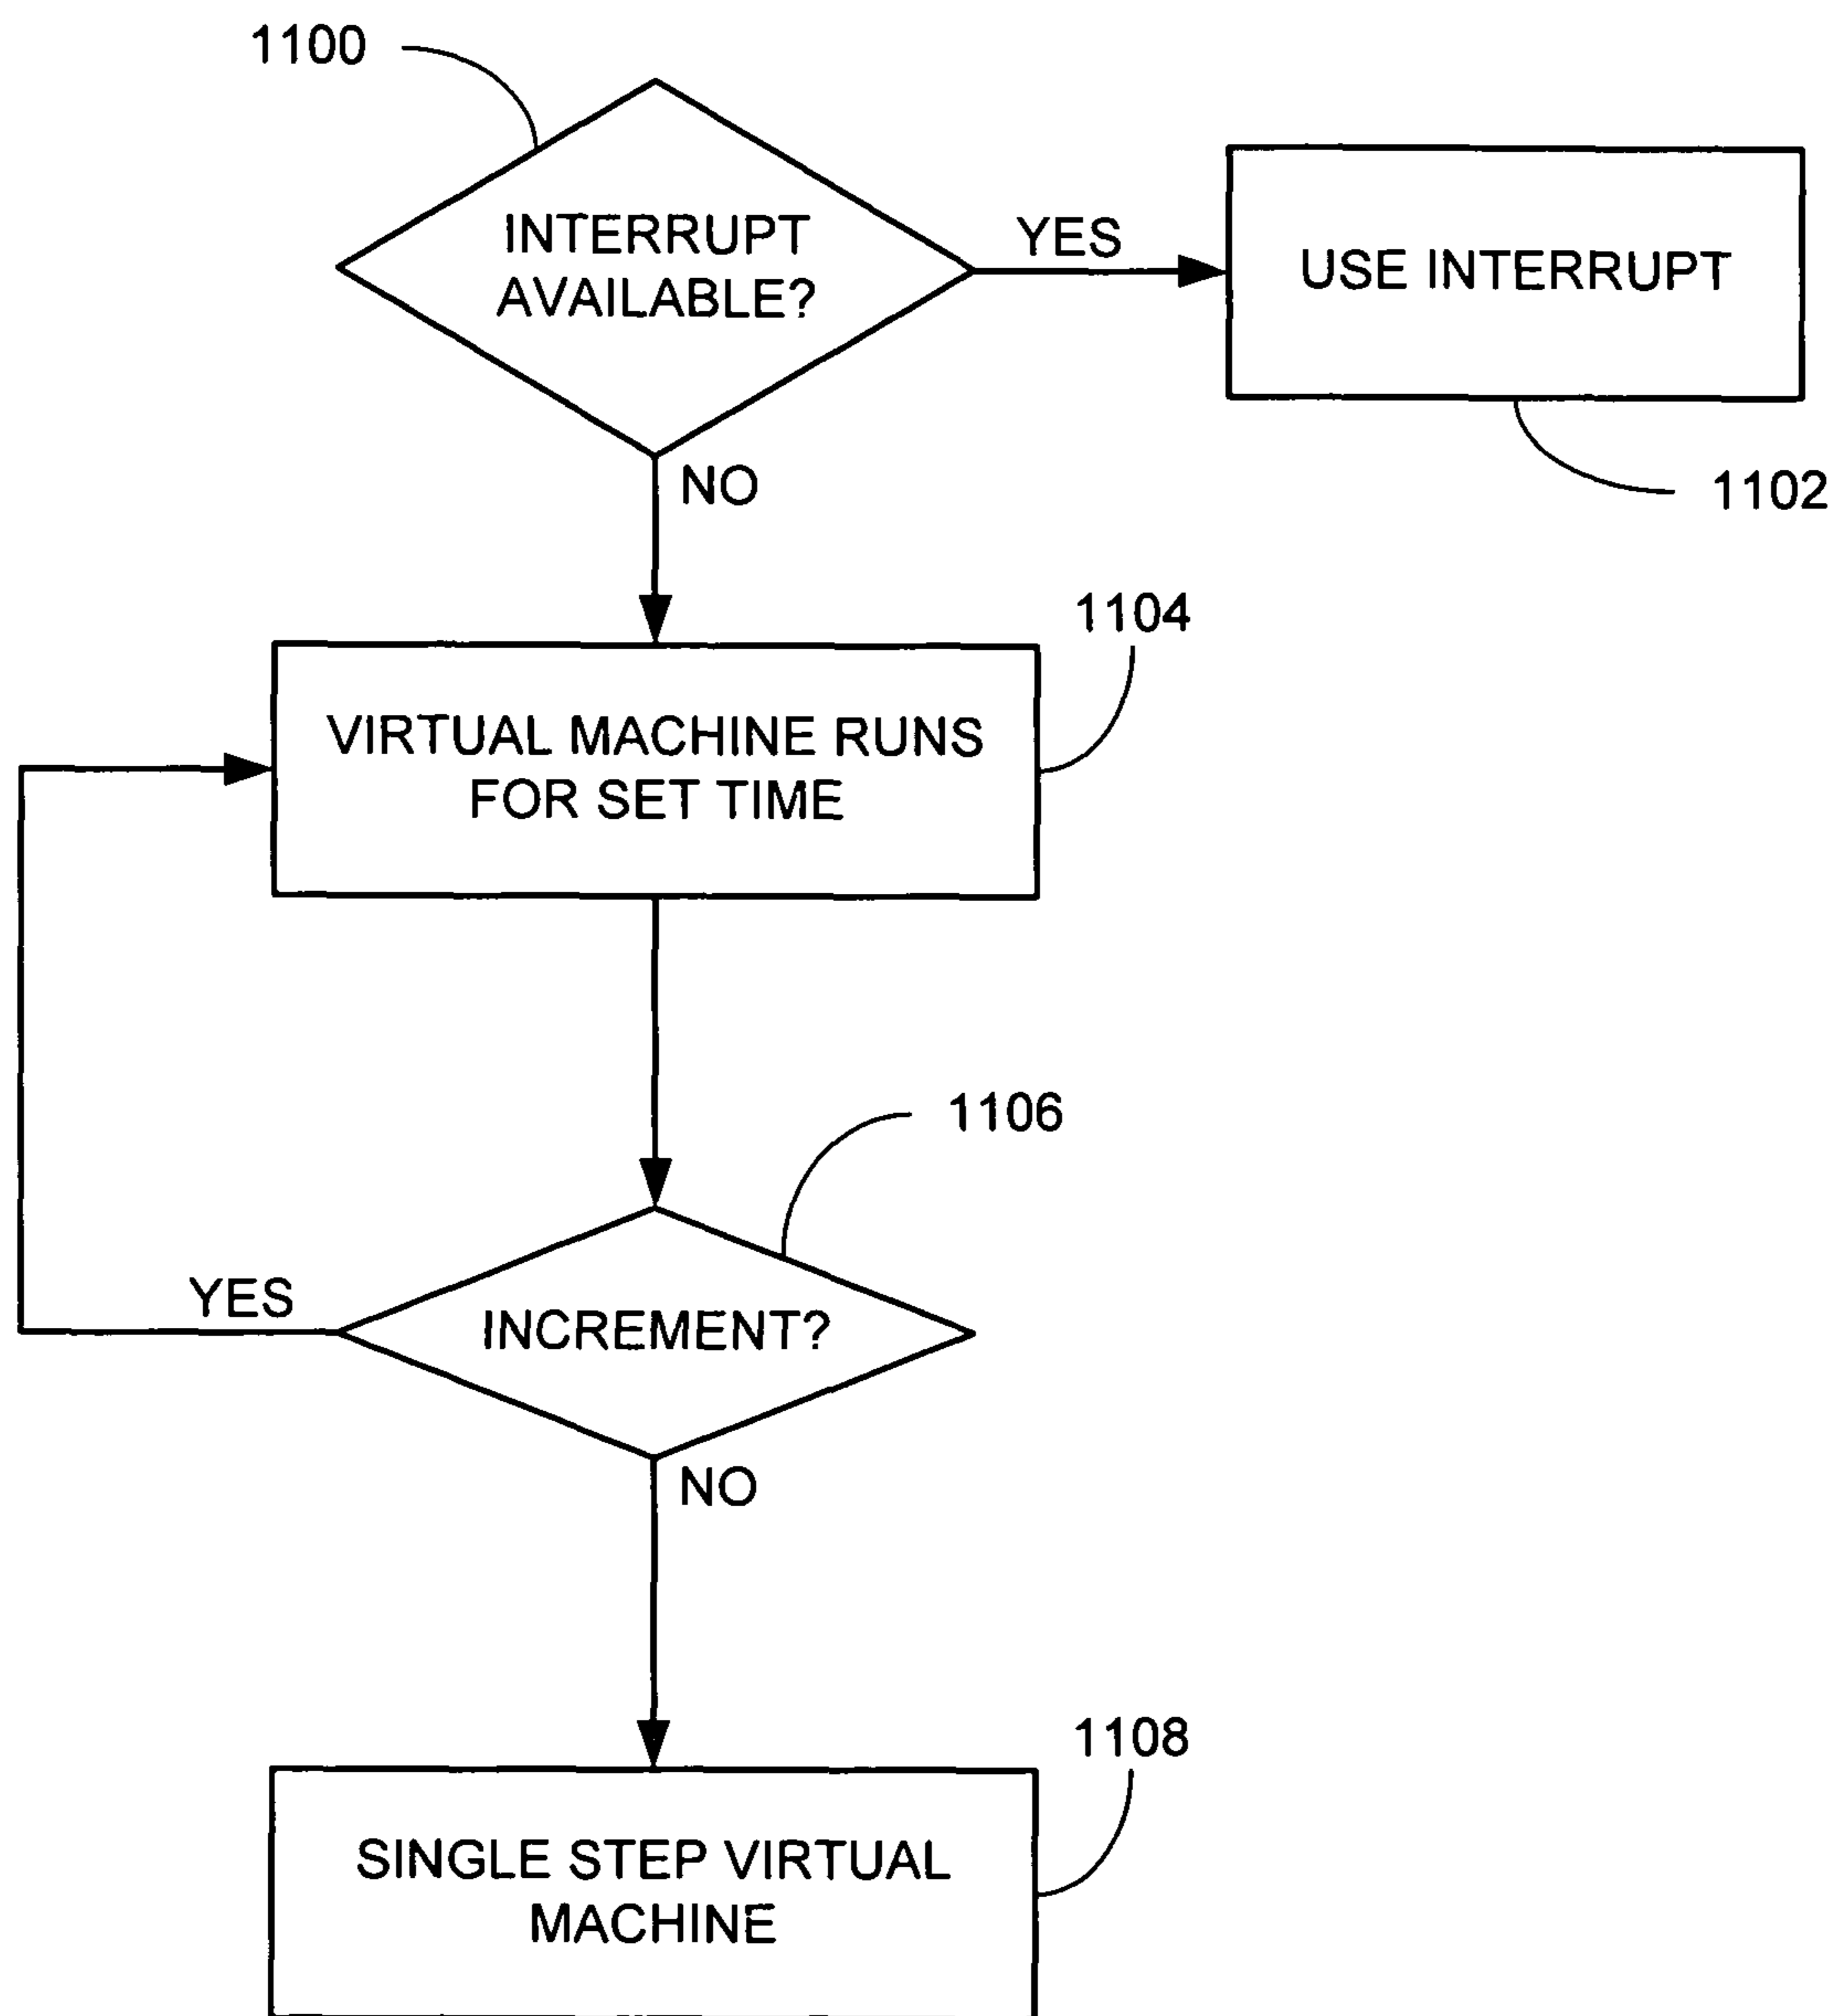 1100
INTERRUPT
AVAILABLE?
YES
USE INTERRUPT
NO
1102
1104
VIRTUAL MACHINE RUNS
FOR SET TIME
1106
YES
INCREMENT?
NO
1108
SINGLE STEP VIRTUAL
MACHINE